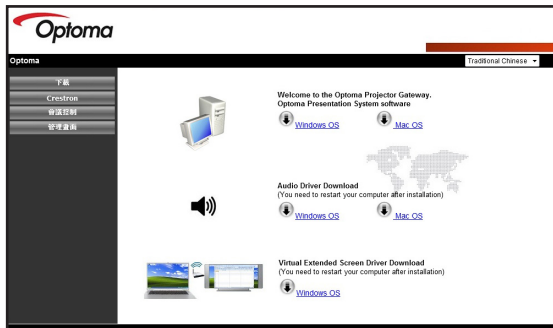 Optoma
Optoma
Traditional Chinese
下載
Crestron
會議控制
管理畫面
Welcome to the Optoma Projector Gateway.
Optoma Presentation System software
Windows OS
Mac OS
Audio Driver Download
(You need to restart your computer after installation)
Windows OS
Mac OS
Virtual Extended Screen Driver Download
(You need to restart your computer after installation)
Windows OS